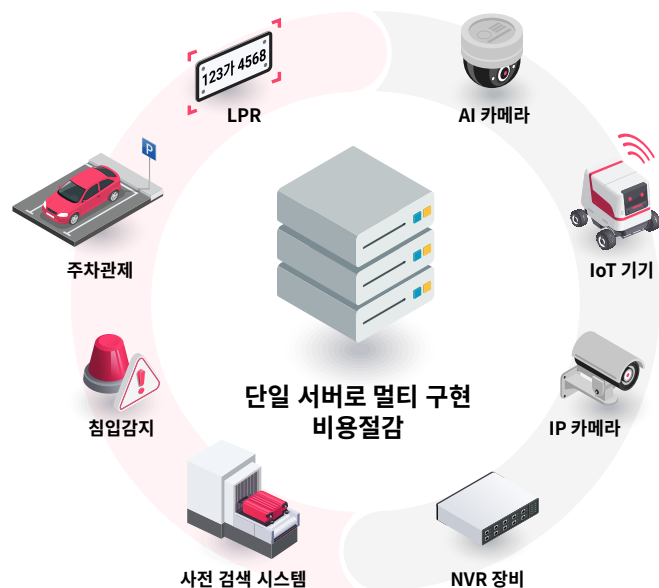 123가 4568
LPR
AI 카메라
P
주차관제
IoT 기기
침입감지
단일 서버로 멀티 구현
비용절감
IP 카메라
사전 검색 시스템
NVR 장비